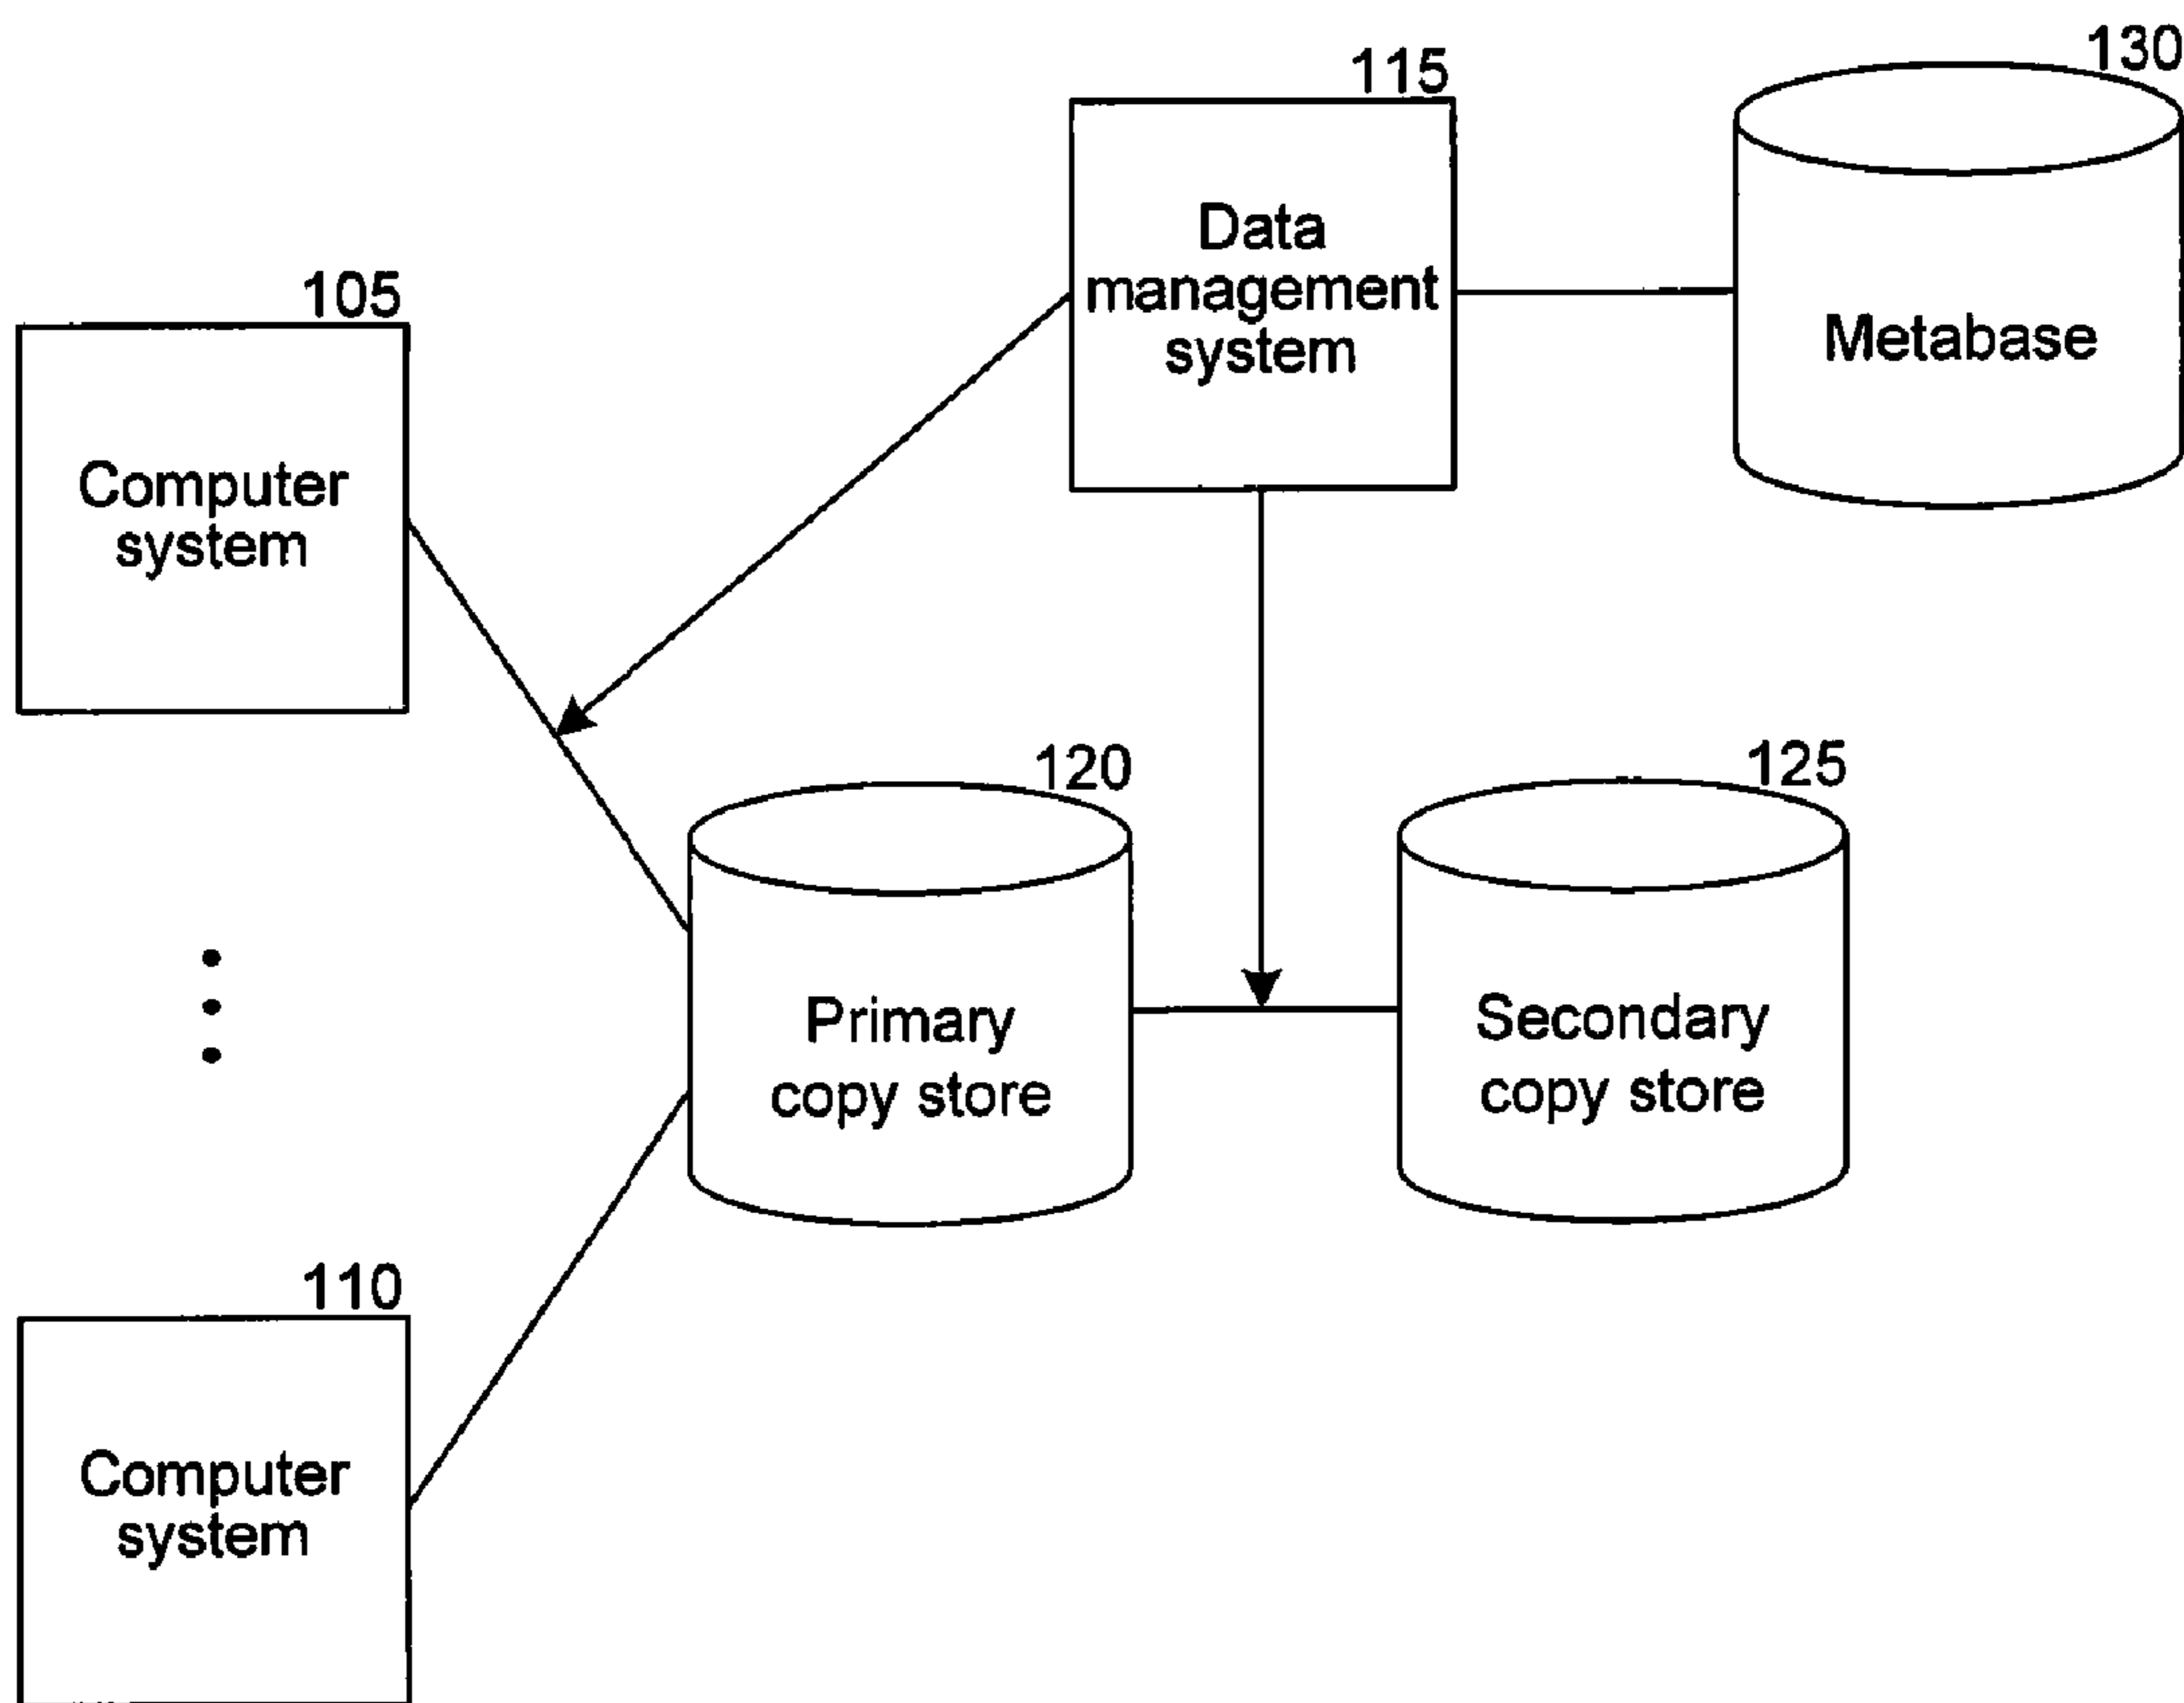 130
115
Data
management
system
Metabase
105
Computer
system
120
Primary
copy store
125
Secondary
copy store
110
Computer
system